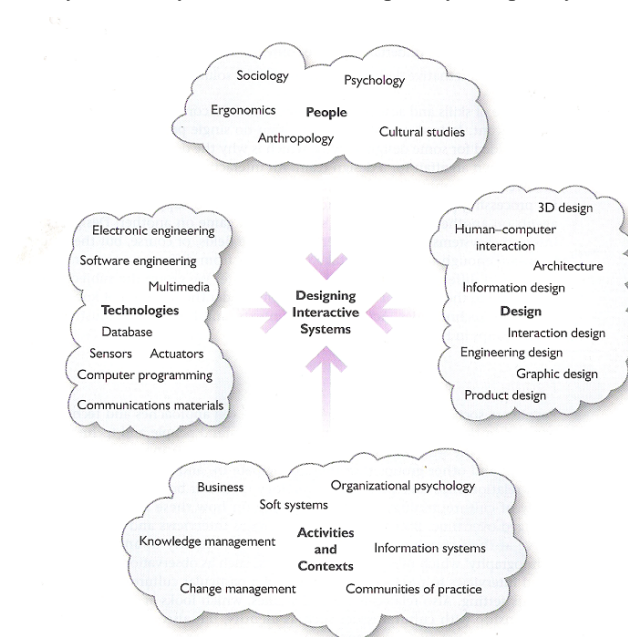 Sociology
Psychology
Ergonomics
People
Anthropology
Cultural studies
3D design
Human–computer
interaction
Architecture
Information design
Design
Interaction design
Engineering design
Graphic design
Product design
Electronic engineering
Software engineering
Multimedia
Technologies
Database
Sensors Actuators
Computer programming
Communications materials
Designing
Interactive
Systems
Business
Organizational psychology
Soft systems
Knowledge management
Activities
and
Contexts
Information systems
Change management
Communities of practice